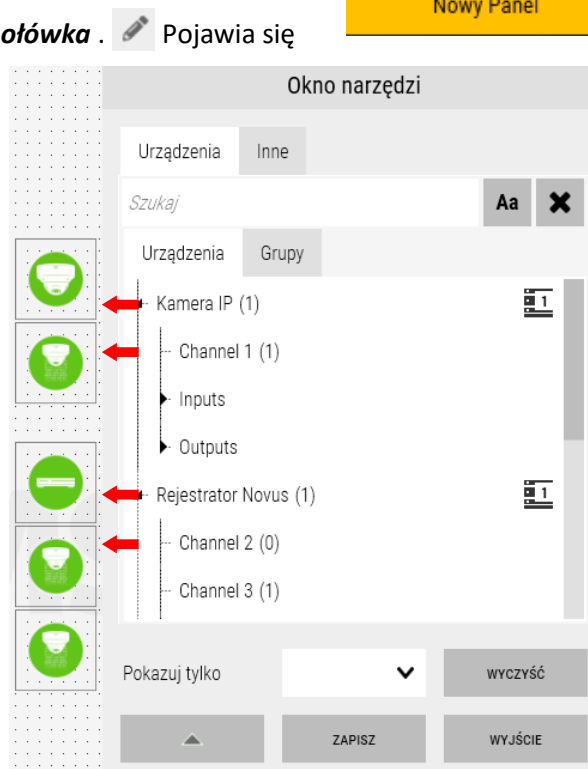 Nowy Panel
ołówka . Pojawia się
Okno narzędzi
Urządzenia Inne
Szukaj Aa
Urządzenia Grupy
Kamera IP (1) 1
Channel 1 (1)
Inputs
Outputs
Rejestrator Novus (1) 1
Channel 2 (0)
Channel 3 (1)
Pokazuj tylko WYCZYŚĆ
ZAPISZ WYJŚCIE